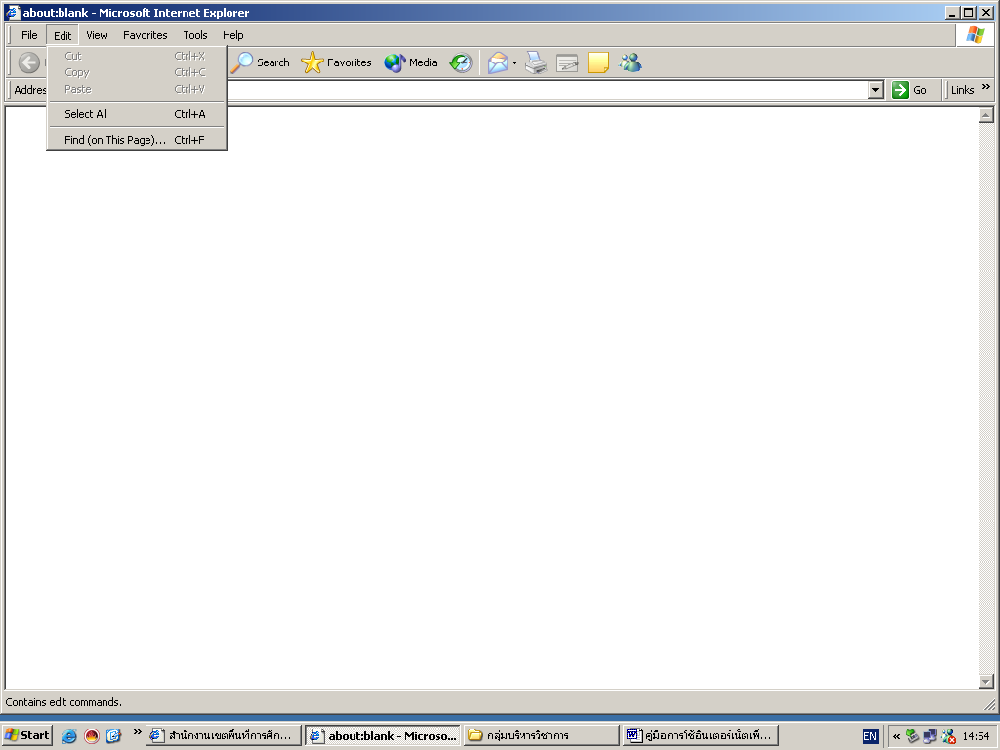 about:blank - Microsoft Internet Explorer
File Edit View Favorites Tools Help
Search Favorites Media
Cut Ctrl+X
Copy Ctrl+C
Paste Ctrl+V
Select All Ctrl+A
Find (on This Page)... Ctrl+F
Addres Go Links »
Contains edit commands.
Start » สำนักงานเขตพื้นที่การศึก... about:blank - Microso... กลุ่มบริหารวิชาการ คู่มือการใช้อินเตอร์เน็ตเพื่... EN « 14:54